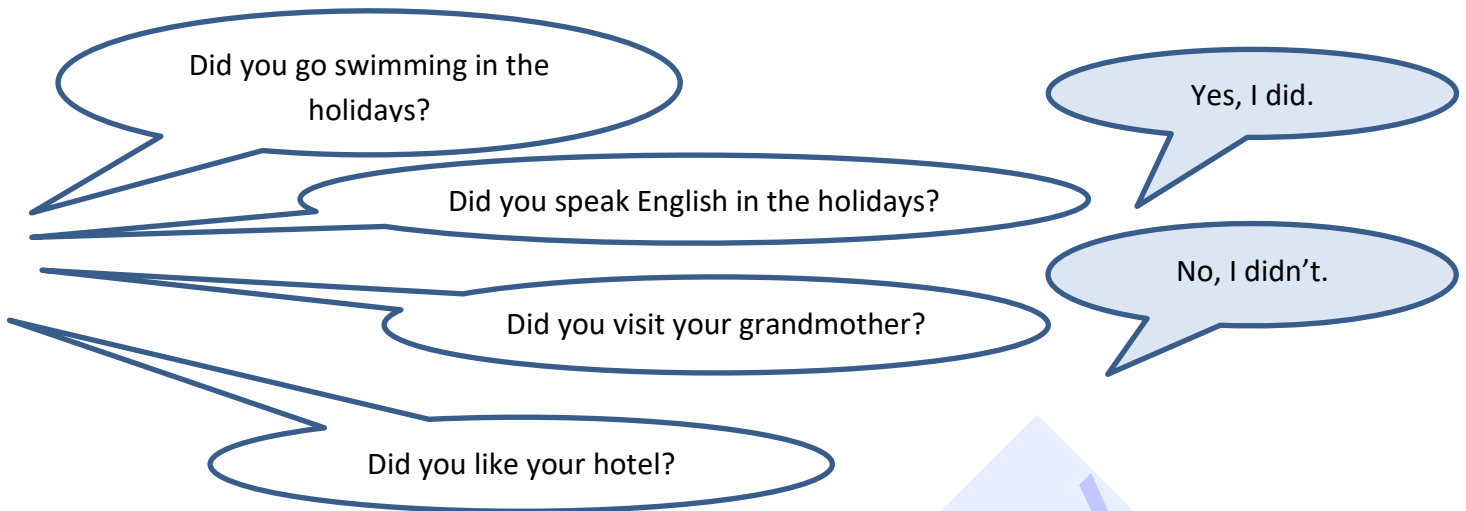 Did you go swimming in the
holidays?
Yes, I did.
Did you speak English in the holidays?
No, I didn’t.
Did you visit your grandmother?
Did you like your hotel?